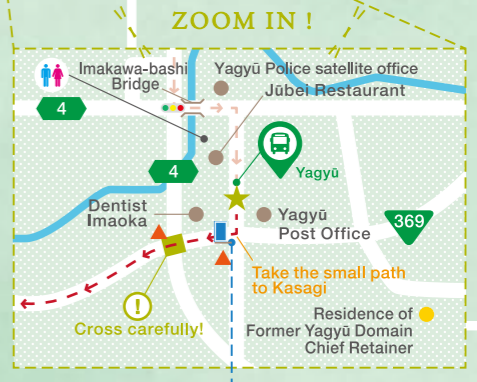 ZOOM IN !
Imakawa-bashi
Bridge
Yagyū Police satellite office
Jūbei Restaurant
4
4
Yagyū
Dentist
Imaoka
Yagyū
Post Office
369
Take the small path
to Kasagi
!
Cross carefully!
Residence of
Former Yagyū Domain
Chief Retainer